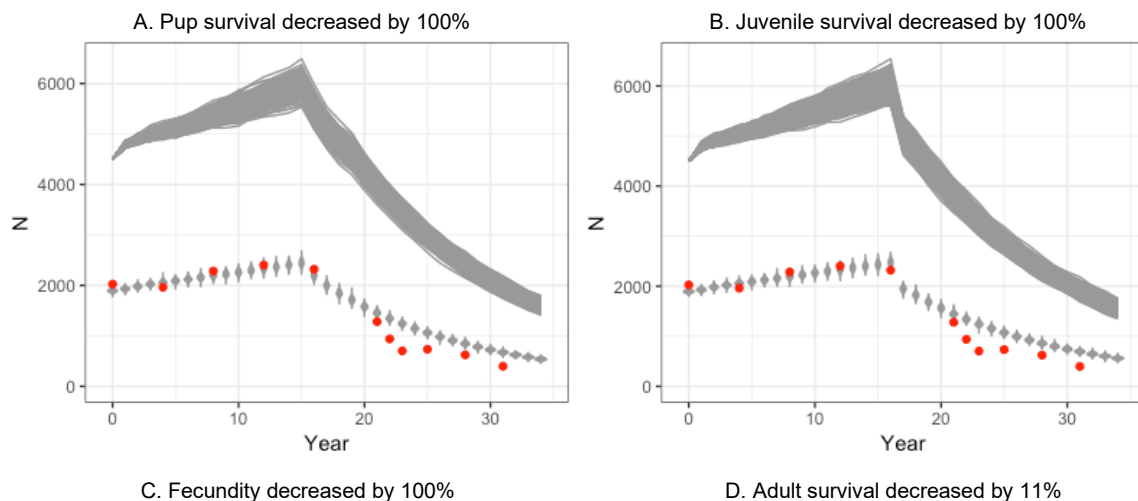 A. Pup survival decreased by 100%
B. Juvenile survival decreased by 100%
6000
4000
2000
0
N
0 10 20 30
Year
6000
4000
2000
0
N
0 10 20 30
Year
C. Fecundity decreased by 100%
D. Adult survival decreased by 11%